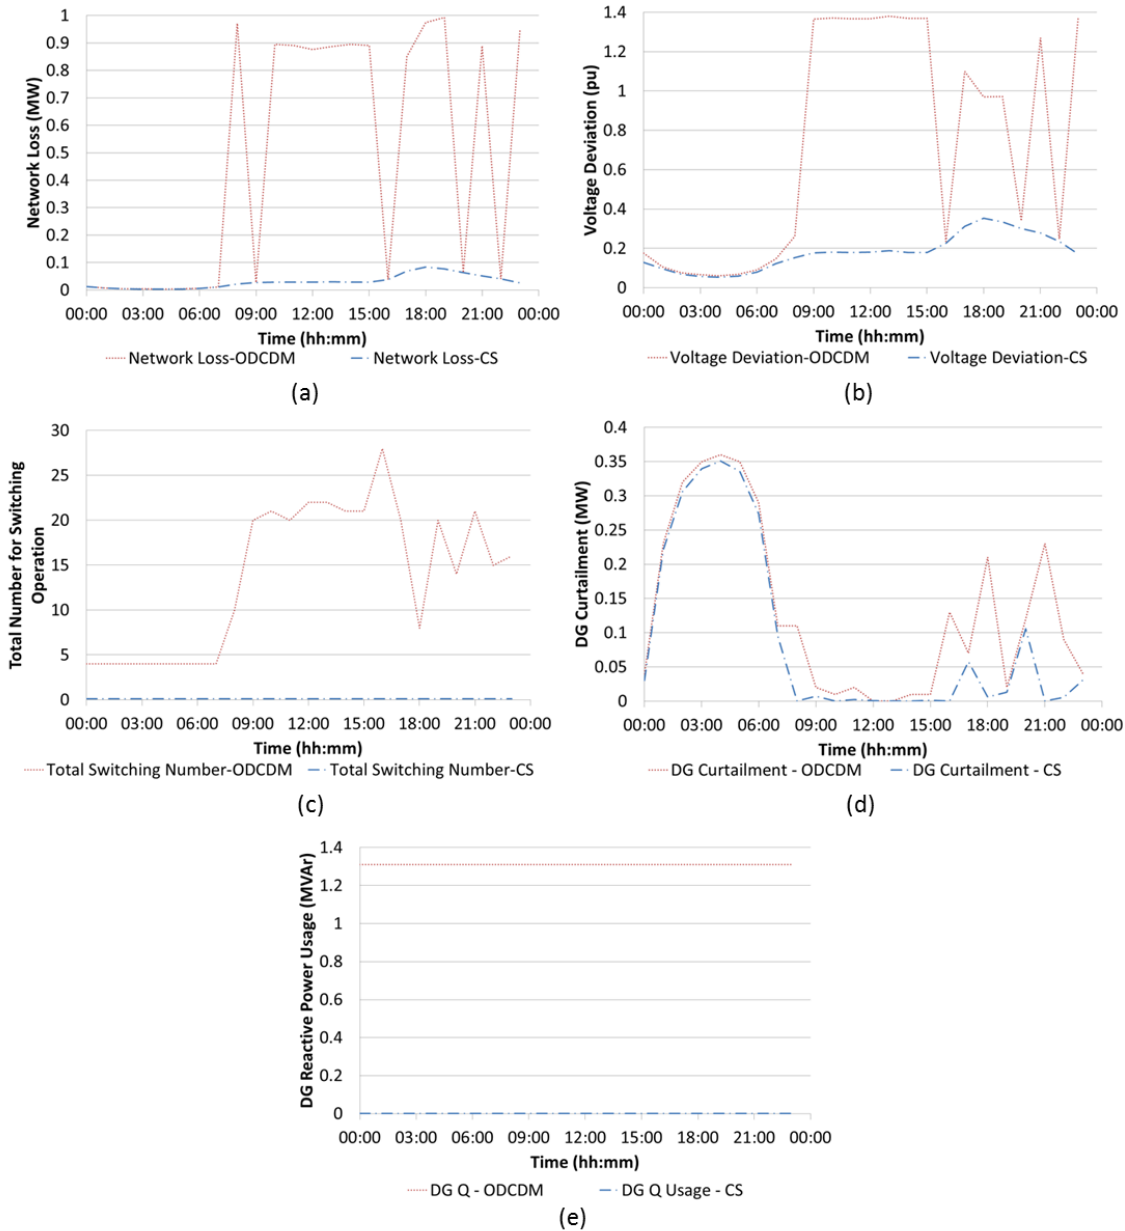 1
0.9
0.8
0.7
0.6
0.5
0.4
0.3
0.2
0.1
0
Network Loss (MW)
00:00 03:00 06:00 09:00 12:00 15:00 18:00 21:00 00:00
Time (hh:mm)
Network Loss-ODCDM Network Loss-CS
(a)
1.4
1.2
1
0.8
0.6
0.4
0.2
0
Voltage Deviation (pu)
00:00 03:00 06:00 09:00 12:00 15:00 18:00 21:00 00:00
Time (hh:mm)
Voltage Deviation-ODCDM Voltage Deviation-CS
(b)
30
25
20
15
10
5
0
Total Number for Switching
Operation
00:00 03:00 06:00 09:00 12:00 15:00 18:00 21:00 00:00
Time (hh:mm)
Total Switching Number-ODCDM Total Switching Number-CS
(c)
0.4
0.35
0.3
0.25
0.2
0.15
0.1
0.05
0
DG Curtailment (MW)
00:00 03:00 06:00 09:00 12:00 15:00 18:00 21:00 00:00
Time (hh:mm)
DG Curtailment - ODCDM DG Curtailment - CS
(d)
1.4
1.2
1
0.8
0.6
0.4
0.2
0
DG Reactive Power Usage (MVAr)
00:00 03:00 06:00 09:00 12:00 15:00 18:00 21:00 00:00
Time (hh:mm)
DG Q - ODCDM DG Q Usage - CS
(e)